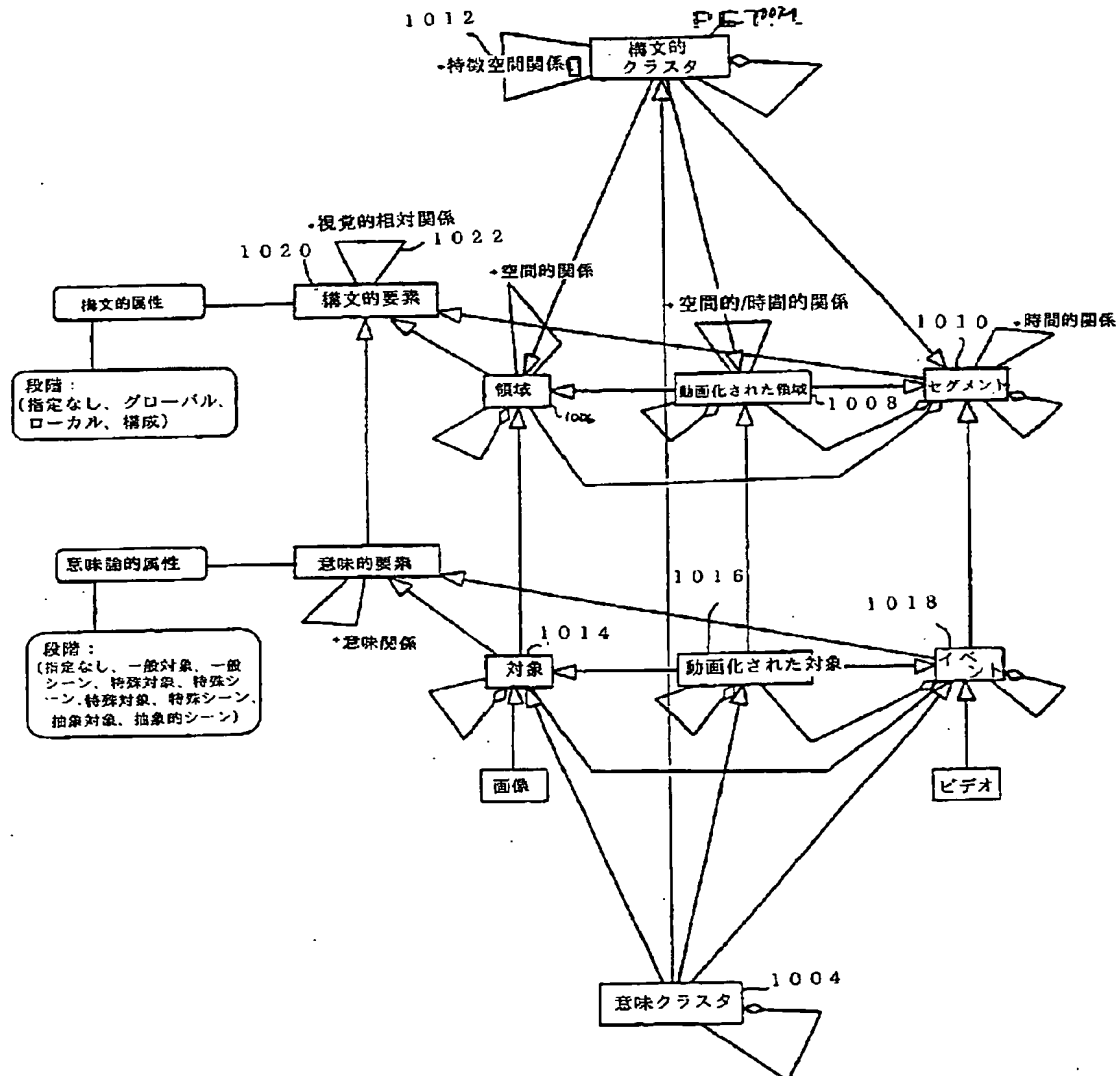 1012
構文的
クラスタ
・特徴空間関係
・視覚的相対関係
1022
1020
・空間的関係
構文的属性
構文的要素
・空間的/時間的関係
1010
・時間的関係
段階：
(指定なし、グローバル、
ローカル、構成)
領域
1006
動画化された領域
1008
セグメント
意味論的属性
意味的要素
1016
1018
・意味関係
1014
段階：
(指定なし、一般対象、一般
シーン、特殊対象、特殊シ
ーン、特殊対象、特殊シーン、
抽象対象、抽象的シーン)
対象
動画化された対象
イベ
ント
画像
ビデオ
1004
意味クラスタ